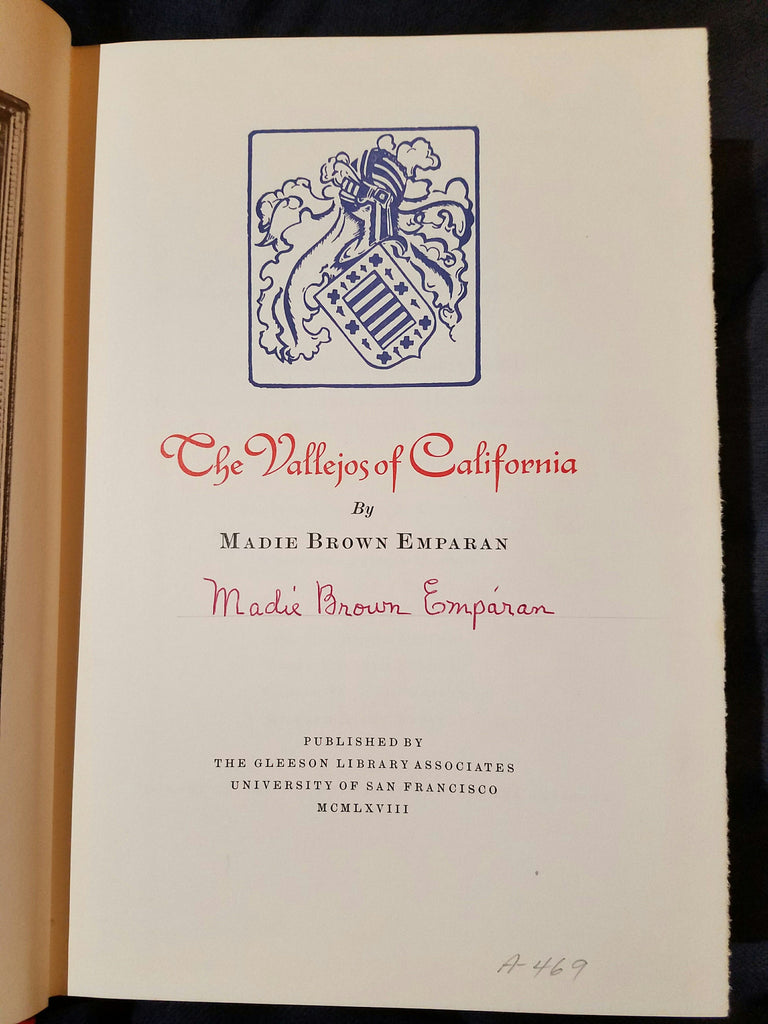 The Vallejos of California
By
MADIE BROWN EMPARAN
Madie Brown Empáran
PUBLISHED BY
THE GLEESON LIBRARY ASSOCIATES
UNIVERSITY OF SAN FRANCISCO
MCMLXVIII
A-469